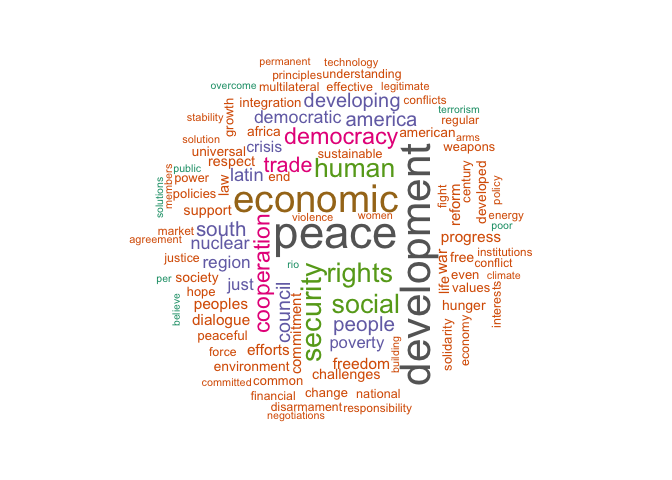 permanent technology
principles understanding
overcome multilateral effective legitimate
growth integration developing conflicts
stability democratic america terrorism
africa democracy american regular
solution crisis arms
universal sustainable weapons
respect trade human
public latin end
power law
members policies economic development
solutions support violence women
fight reform century developed policy
market south peace energy
agreement nuclear poor
justice region cooperation progress
rio rights war free institutions
per society just security life even conflict
hope values climate
peoples council social interests
believe dialogue people hunger
peaceful commitment solidarity economy
force efforts poverty building
environment freedom
committed common challenges
financial change national
disarmament responsibility
negotiations